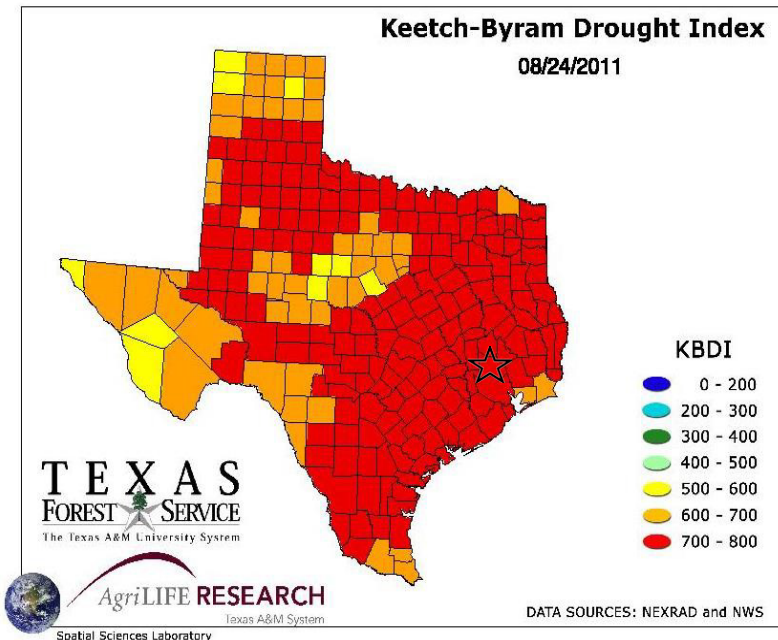 Keetch-Byram Drought Index
08/24/2011
KBDI
0 - 200
200 - 300
300 - 400
400 - 500
500 - 600
600 - 700
700 - 800
TEXAS
FOREST SERVICE
The Texas A&M University System
AgriLIFE RESEARCH
Texas A&M System
Spatial Sciences Laboratory
DATA SOURCES: NEXRAD and NWS